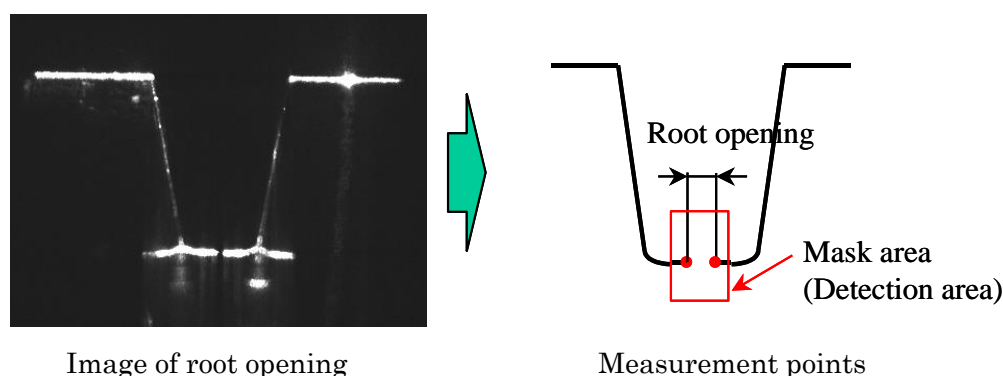 Root opening
Mask area
(Detection area)
Image of root opening
Measurement points